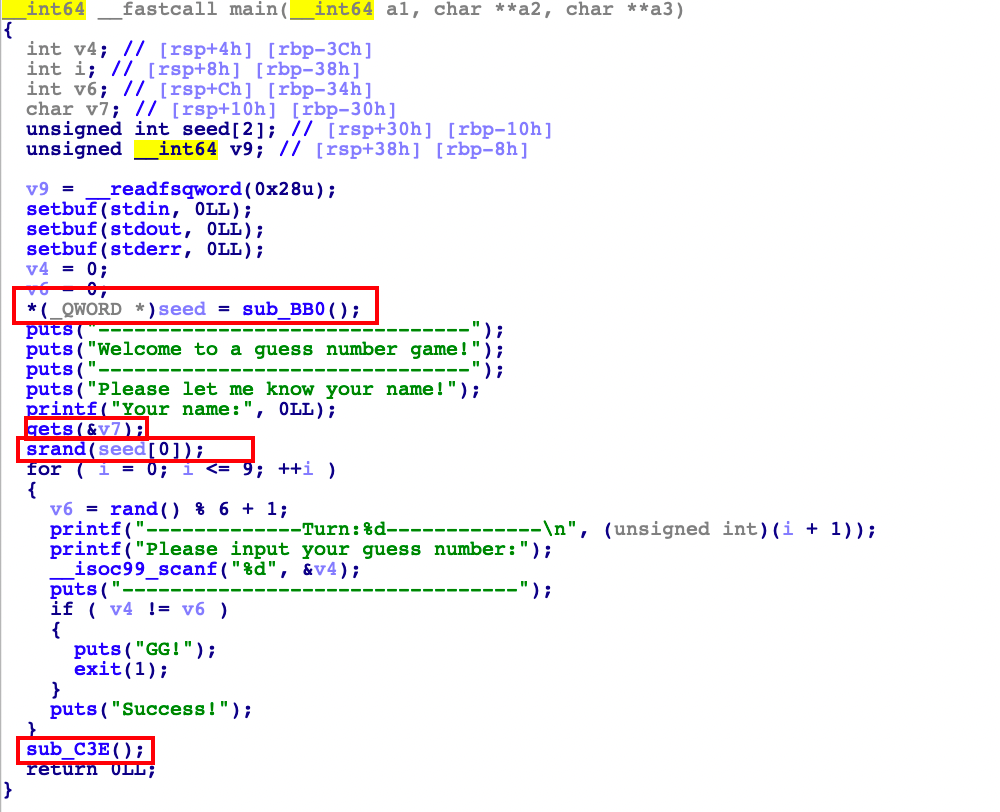 __int64 __fastcall main(__int64 a1, char **a2, char **a3)
{
  int v4; // [rsp+4h] [rbp-3Ch]
  int i; // [rsp+8h] [rbp-38h]
  int v6; // [rsp+Ch] [rbp-34h]
  char v7; // [rsp+10h] [rbp-30h]
  unsigned int seed[2]; // [rsp+30h] [rbp-10h]
  unsigned __int64 v9; // [rsp+38h] [rbp-8h]

  v9 = __readfsqword(0x28u);
  setbuf(stdin, 0LL);
  setbuf(stdout, 0LL);
  setbuf(stderr, 0LL);
  v4 = 0;
  v6 = 0;
  *(_QWORD *)seed = sub_BB0();
  puts("-------------------------------");
  puts("Welcome to a guess number game!");
  puts("-------------------------------");
  puts("Please let me know your name!");
  printf("Your name:", 0LL);
  gets(&v7);
  srand(seed[0]);
  for ( i = 0; i <= 9; ++i )
  {
    v6 = rand() % 6 + 1;
    printf("-------------Turn:%d-------------\n", (unsigned int)(i + 1));
    printf("Please input your guess number:");
    __isoc99_scanf("%d", &v4);
    puts("---------------------------------");
    if ( v4 != v6 )
    {
      puts("GG!");
      exit(1);
    }
    puts("Success!");
  }
  sub_C3E();
  return 0LL;
}